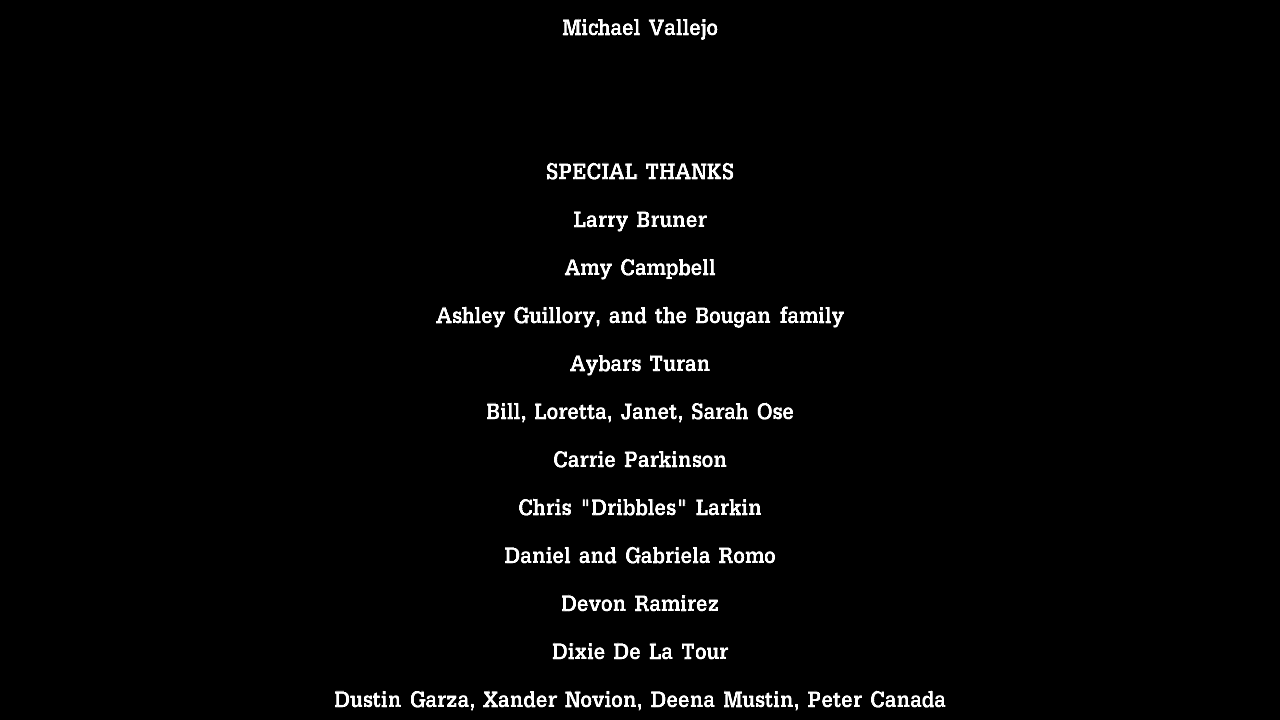 Michael Vallejo
SPECIAL THANKS
Larry Bruner
Amy Campbell
Ashley Guillory, and the Bougan family
Aybars Turan
Bill, Loretta, Janet, Sarah Ose
Carrie Parkinson
Chris "Dribbles" Larkin
Daniel and Gabriela Romo
Devon Ramirez
Dixie De La Tour
Dustin Garza, Xander Novion, Deena Mustin, Peter Canada